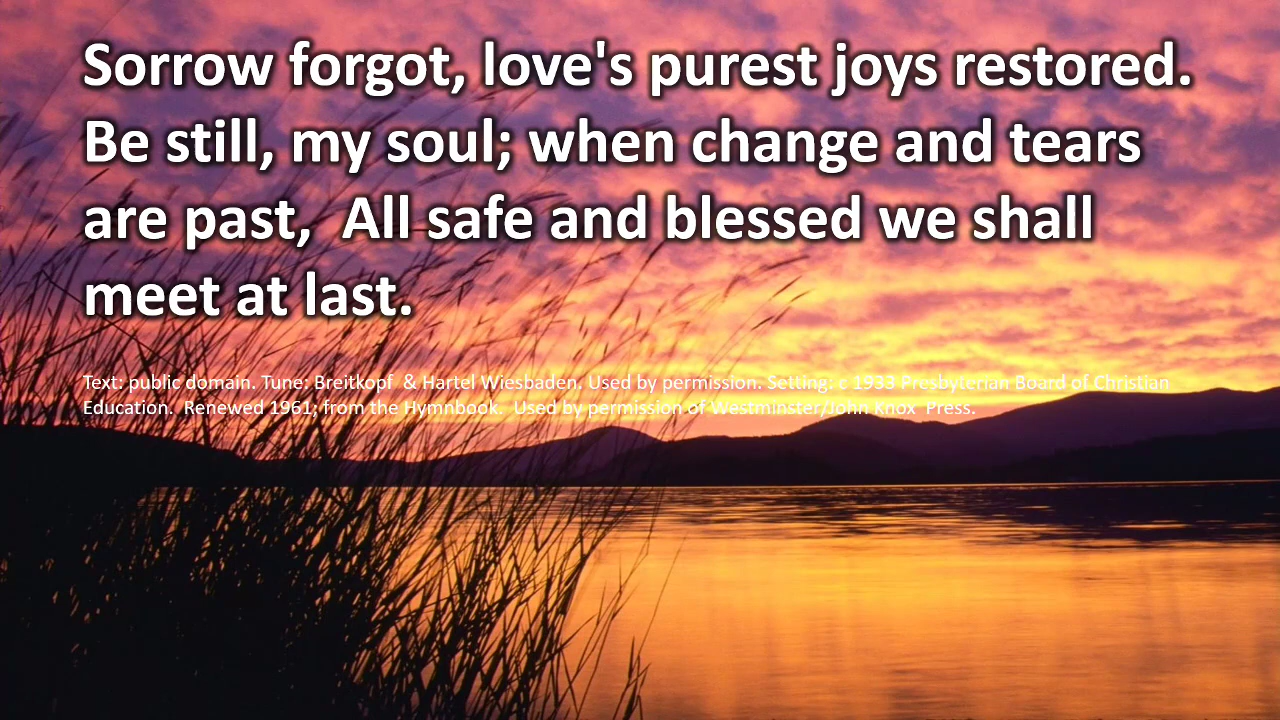 Sorrow forgot, love's purest joys restored.
Be still, my soul; when change and tears
are past,  All safe and blessed we shall
meet at last.
Text: public domain. Tune: Breitkopf  & Hartel Wiesbaden. Used by permission. Setting: c 1933 Presbyterian Board of Christian
Education.  Renewed 1961; from the Hymnbook.  Used by permission of Westminster/John Knox  Press.